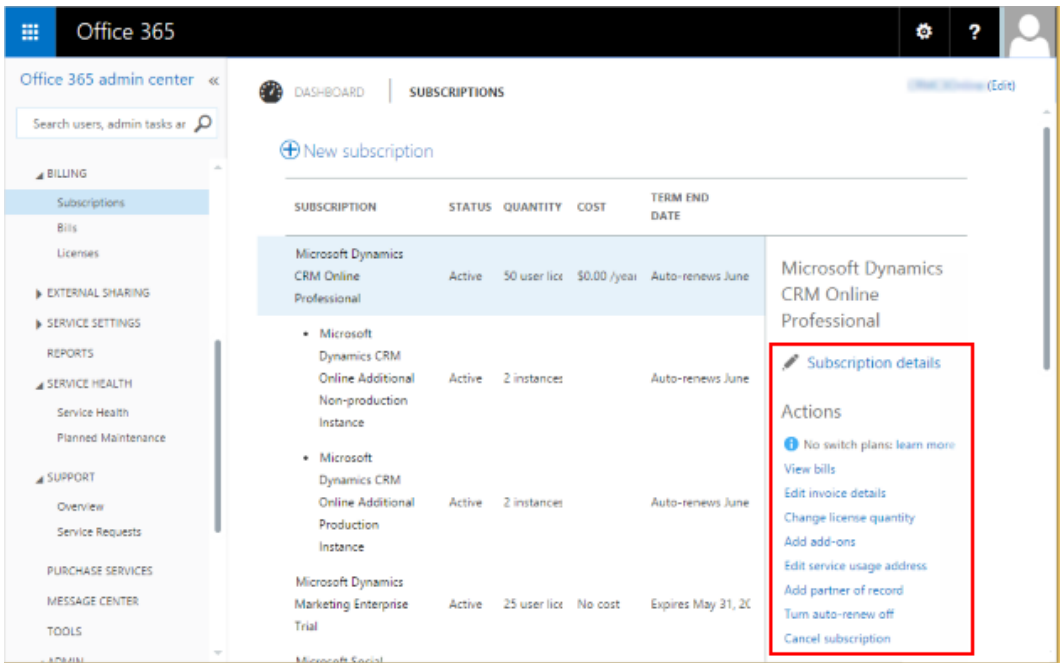 Office 365
?
Office 365 admin center «
Search users, admin tasks ar
BILLING
Subscriptions
Bills
Licenses
EXTERNAL SHARING
SERVICE SETTINGS
REPORTS
SERVICE HEALTH
Service Health
Planned Maintenance
SUPPORT
Overview
Service Requests
PURCHASE SERVICES
MESSAGE CENTER
TOOLS
ADMIN
DASHBOARD
SUBSCRIPTIONS
(Edit)
New subscription
SUBSCRIPTION STATUS QUANTITY COST TERM END
DATE
Microsoft Dynamics
CRM Online Active 50 user lice $0.00 /year Auto-renews June
Professional
• Microsoft
Dynamics CRM
Online Additional Active 2 instances Auto-renews June
Non-production
Instance
• Microsoft
Dynamics CRM
Online Additional Active 2 instances Auto-renews June
Production
Instance
Microsoft Dynamics
Marketing Enterprise Active 25 user lice No cost Expires May 31, 20
Trial
Microsoft Social
Microsoft Dynamics
CRM Online
Professional
Subscription details
Actions
No switch plans: learn more
View bills
Edit invoice details
Change license quantity
Add add-ons
Edit service usage address
Add partner of record
Turn auto-renew off
Cancel subscription